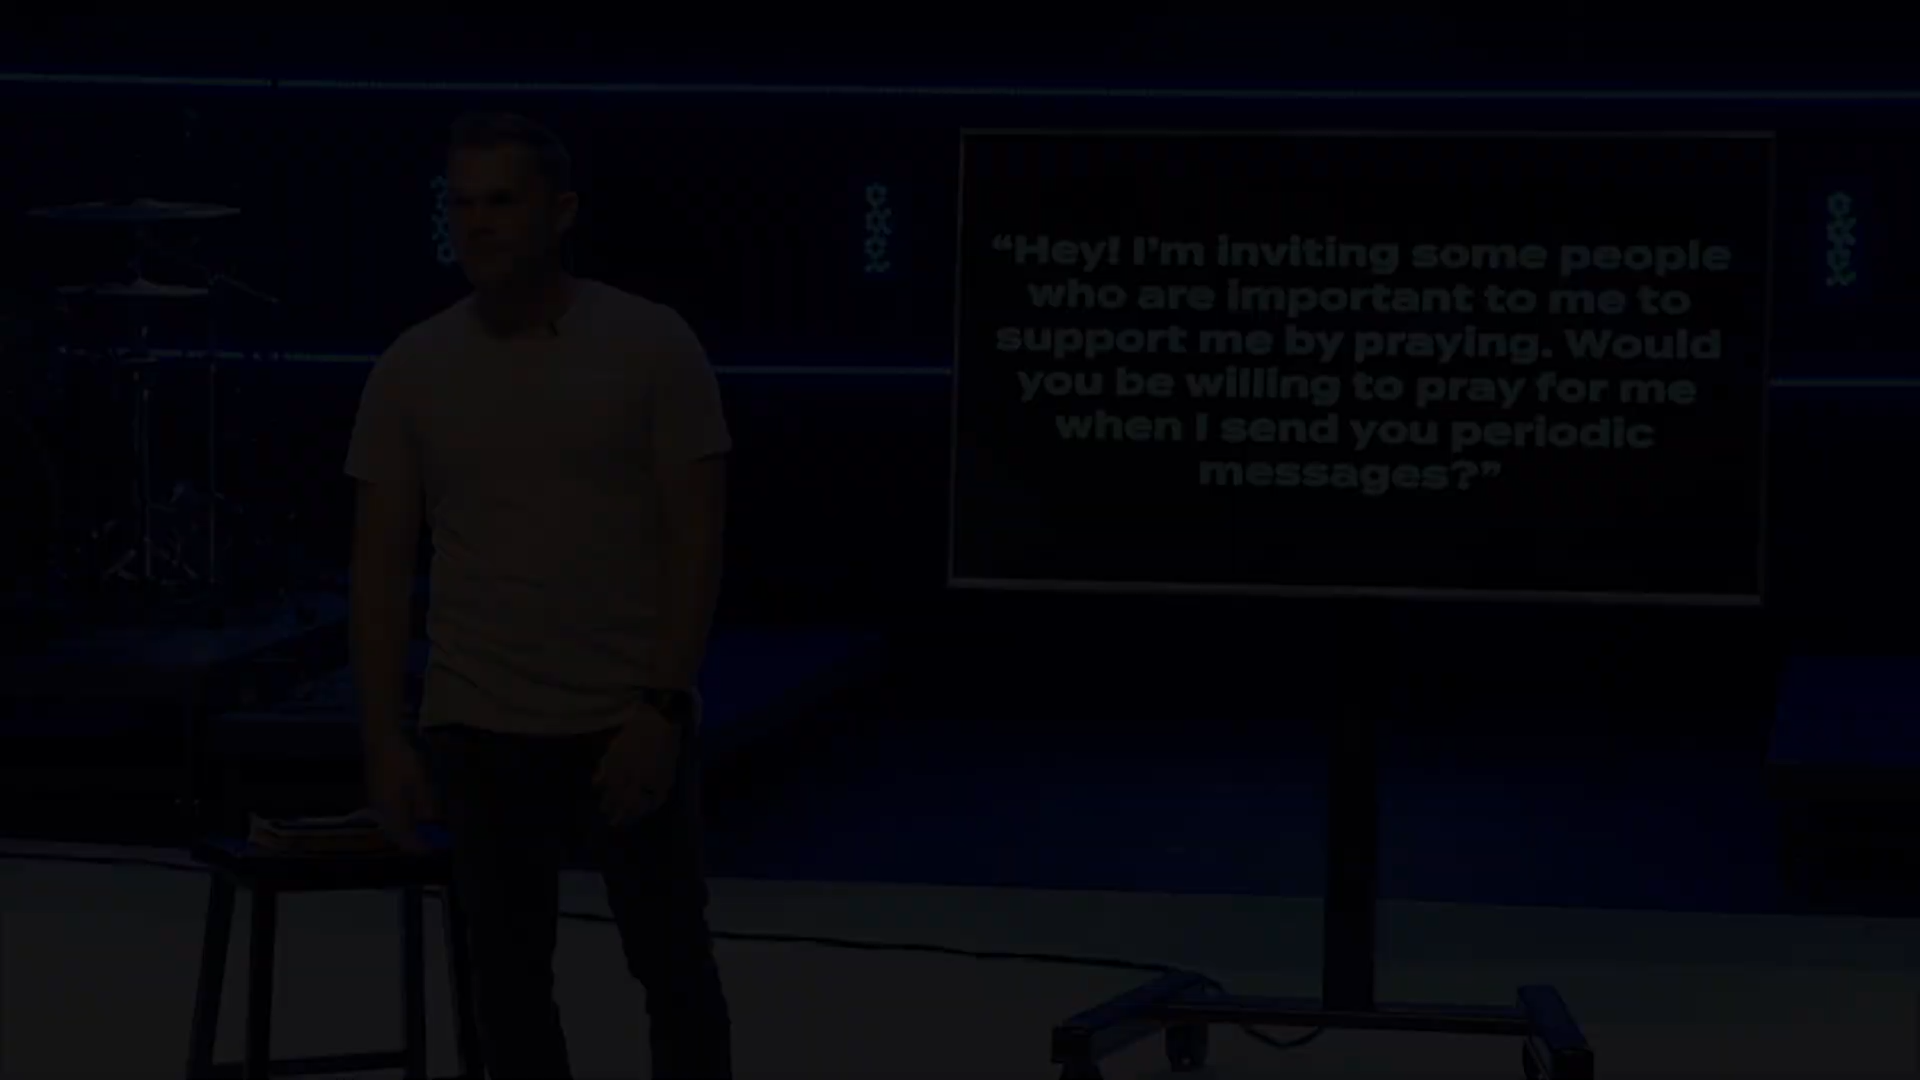 “Hey! I’m inviting some people
who are important to me to
support me by praying. Would
you be willing to pray for me
when I send you periodic
messages?”